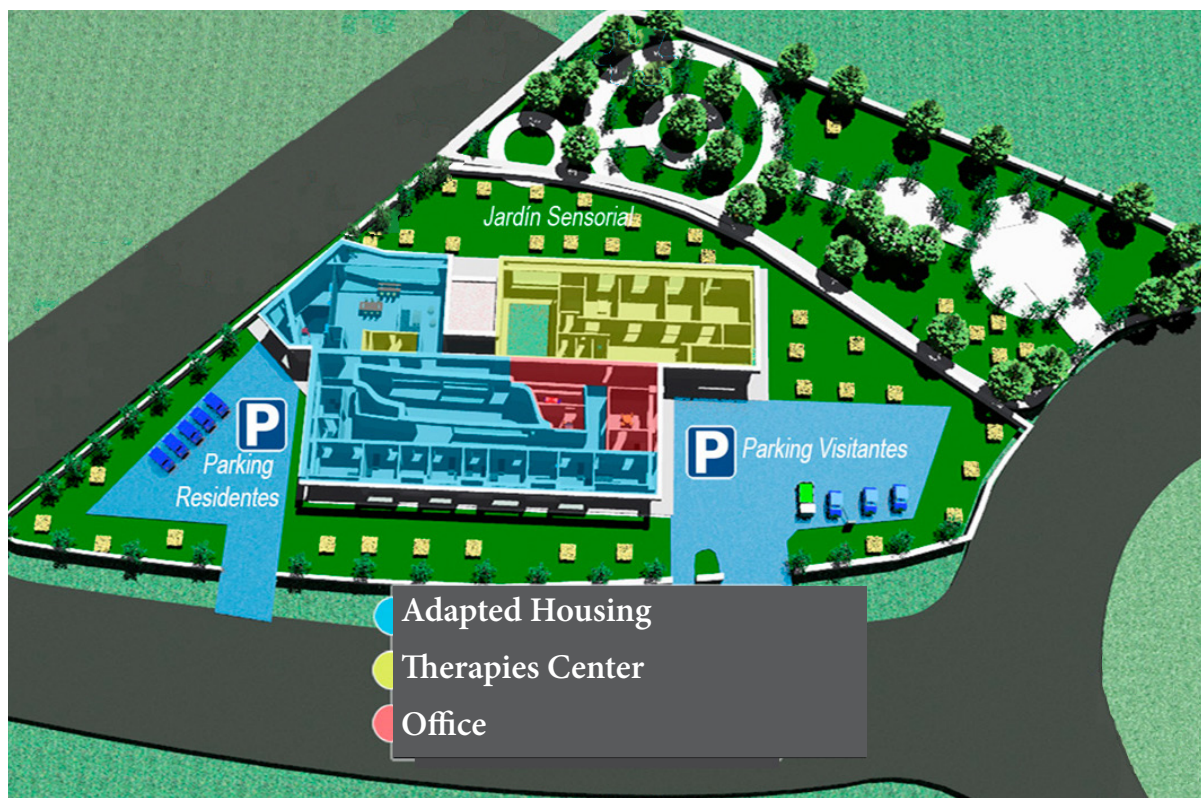 Jardín Sensorial
P
Parking
Residentes
P
Parking Visitantes
Adapted Housing
Therapies Center
Office